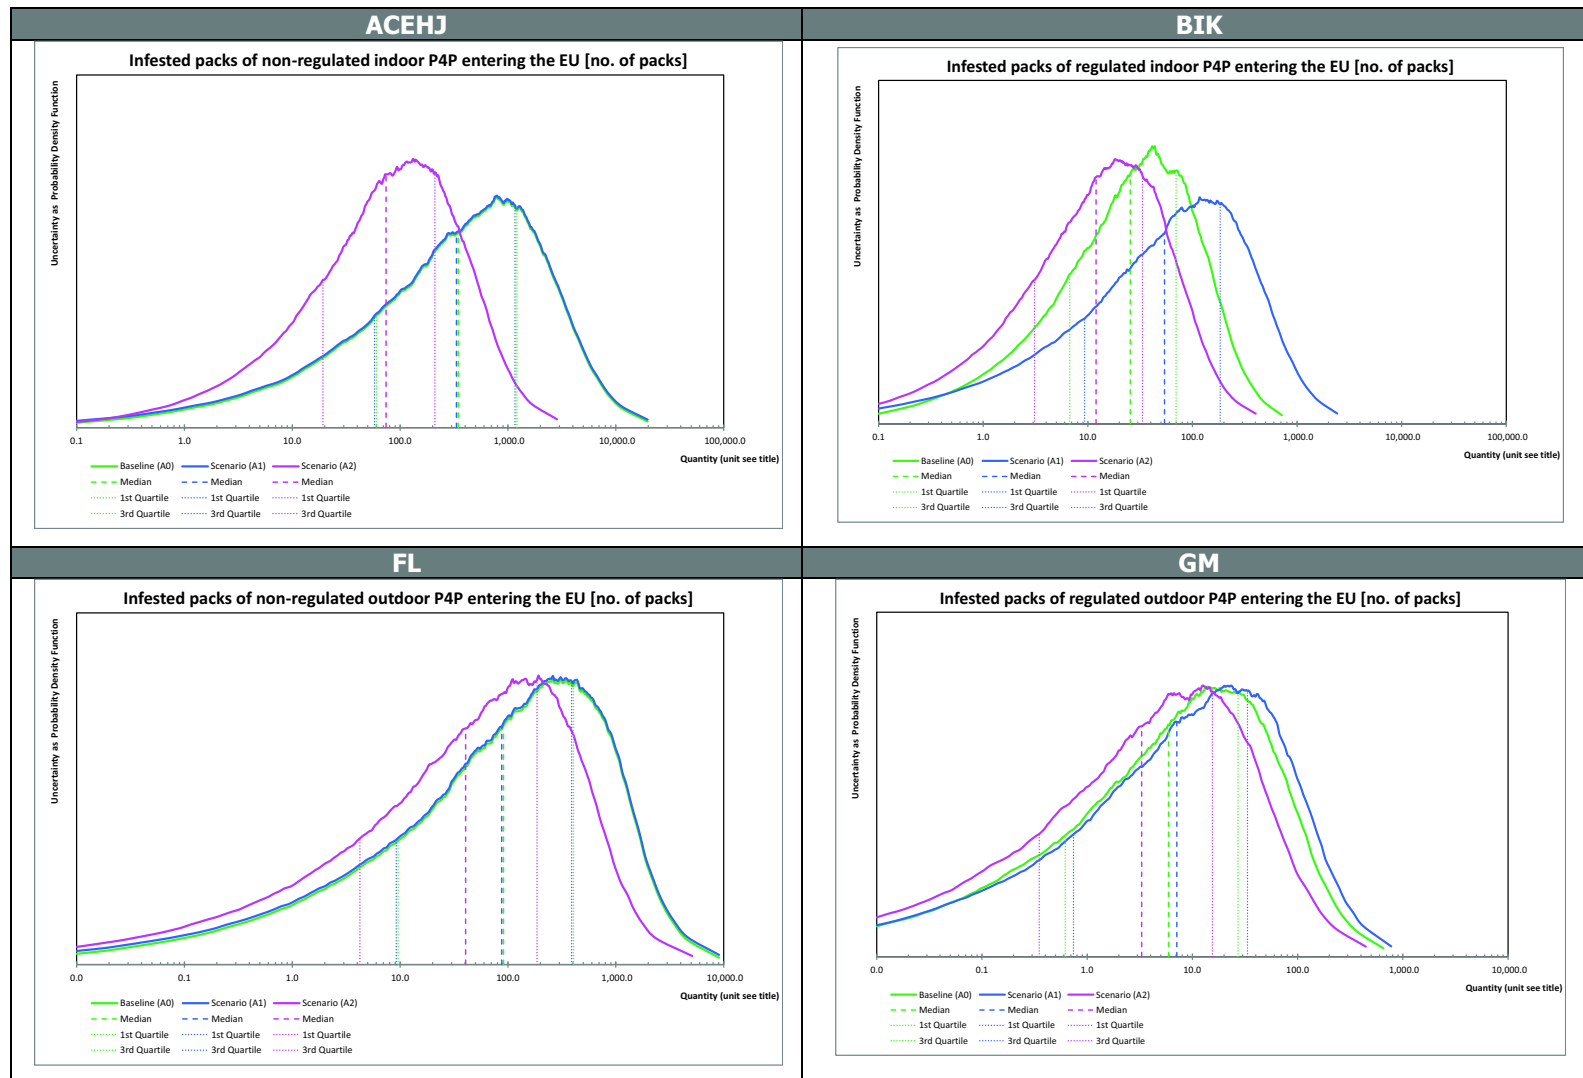 ACEHJ
Infested packs of non-regulated indoor P4P entering the EU [no. of packs]
Uncertainty as Probability Density Function
0.1 1.0 10.0 100.0 1,000.0 10,000.0 100,000.0
Quantity (unit see title)
Baseline (A0) Scenario (A1) Scenario (A2)
Median Median Median
1st Quartile 1st Quartile 1st Quartile
3rd Quartile 3rd Quartile 3rd Quartile
BIK
Infested packs of regulated indoor P4P entering the EU [no. of packs]
Uncertainty as Probability Density Function
0.1 1.0 10.0 100.0 1,000.0 10,000.0 100,000.0
Quantity (unit see title)
Baseline (A0) Scenario (A1) Scenario (A2)
Median Median Median
1st Quartile 1st Quartile 1st Quartile
3rd Quartile 3rd Quartile 3rd Quartile
FL
Infested packs of non-regulated outdoor P4P entering the EU [no. of packs]
Uncertainty as Probability Density Function
0.0 0.1 1.0 10.0 100.0 1,000.0 10,000.0
Quantity (unit see title)
Baseline (A0) Scenario (A1) Scenario (A2)
Median Median Median
1st Quartile 1st Quartile 1st Quartile
3rd Quartile 3rd Quartile 3rd Quartile
GM
Infested packs of regulated outdoor P4P entering the EU [no. of packs]
Uncertainty as Probability Density Function
0.0 0.1 1.0 10.0 100.0 1,000.0 10,000.0
Quantity (unit see title)
Baseline (A0) Scenario (A1) Scenario (A2)
Median Median Median
1st Quartile 1st Quartile 1st Quartile
3rd Quartile 3rd Quartile 3rd Quartile